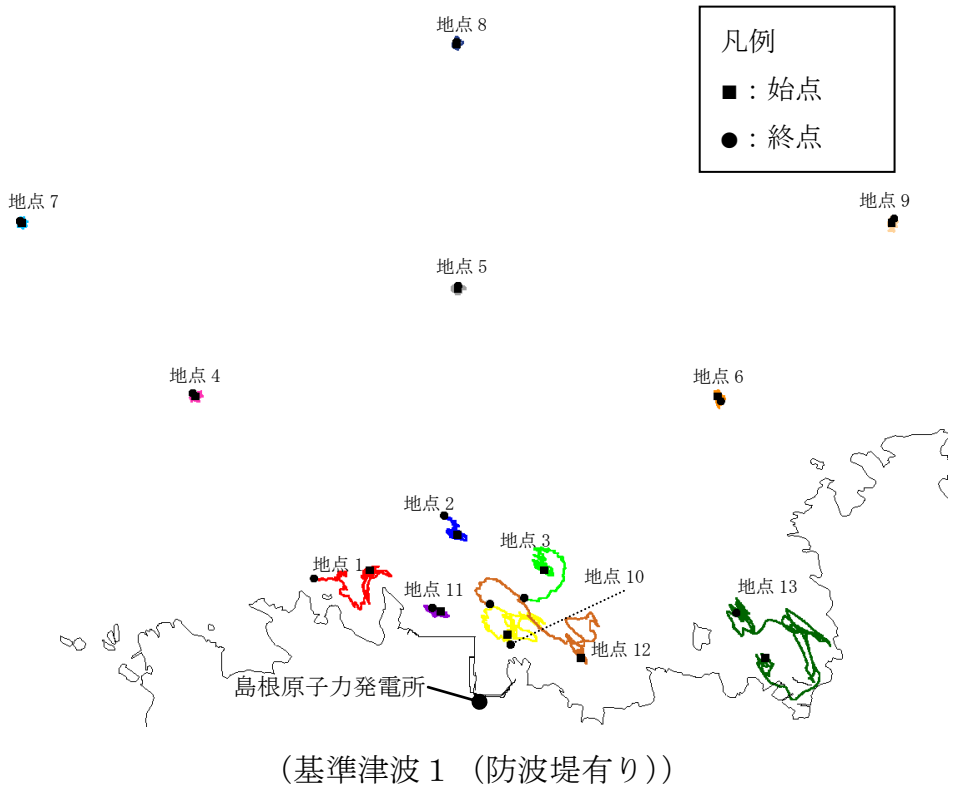 地点 8
凡例
■：始点
●：終点
地点 7
地点 9
地点 5
地点 4
地点 6
地点 2
地点 3
地点 1
地点 10
地点 11
地点 13
地点 12
島根原子力発電所
(基準津波 1 （防波堤有り))